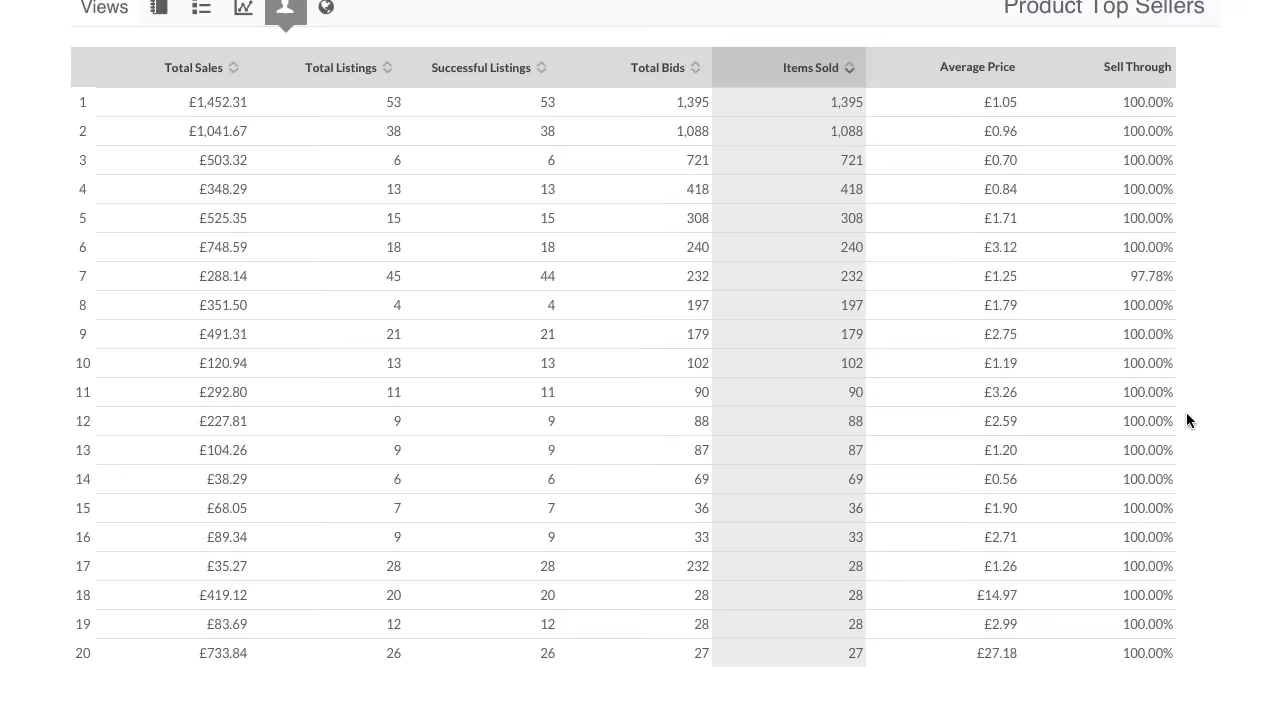 Views Product Top Sellers
Total Sales Total Listings Successful Listings Total Bids Items Sold Average Price Sell Through
1 £1,452.31 53 53 1,395 1,395 £1.05 100.00%
2 £1,041.67 38 38 1,088 1,088 £0.96 100.00%
3 £503.32 6 6 721 721 £0.70 100.00%
4 £348.29 13 13 418 418 £0.84 100.00%
5 £525.35 15 15 308 308 £1.71 100.00%
6 £748.59 18 18 240 240 £3.12 100.00%
7 £288.14 45 44 232 232 £1.25 97.78%
8 £351.50 4 4 197 197 £1.79 100.00%
9 £491.31 21 21 179 179 £2.75 100.00%
10 £120.94 13 13 102 102 £1.19 100.00%
11 £292.80 11 11 90 90 £3.26 100.00%
12 £227.81 9 9 88 88 £2.59 100.00%
13 £104.26 9 9 87 87 £1.20 100.00%
14 £38.29 6 6 69 69 £0.56 100.00%
15 £68.05 7 7 36 36 £1.90 100.00%
16 £89.34 9 9 33 33 £2.71 100.00%
17 £35.27 28 28 232 28 £1.26 100.00%
18 £419.12 20 20 28 28 £14.97 100.00%
19 £83.69 12 12 28 28 £2.99 100.00%
20 £733.84 26 26 27 27 £27.18 100.00%